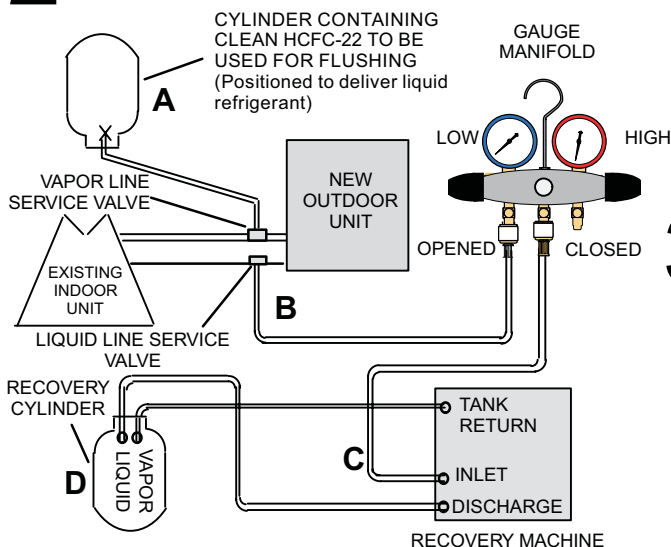 CYLINDER CONTAINING
CLEAN HCFC-22 TO BE
USED FOR FLUSHING
(Positioned to deliver liquid
refrigerant)
A
GAUGE
MANIFOLD
LOW
HIGH
VAPOR LINE
SERVICE VALVE
NEW
OUTDOOR
UNIT
OPENED
CLOSED
EXISTING
INDOOR
UNIT
B
LIQUID LINE SERVICE
VALVE
RECOVERY
CYLINDER
TANK
RETURN
C
D
LIQUID
VAPOR
INLET
DISCHARGE
RECOVERY MACHINE